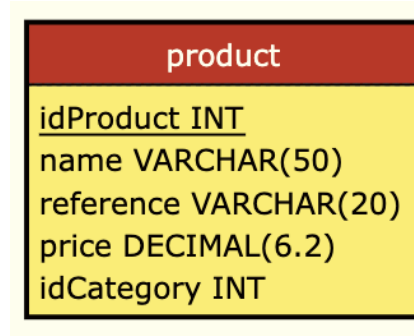 product
idProduct INT
name VARCHAR(50)
reference VARCHAR(20)
price DECIMAL(6.2)
idCategory INT